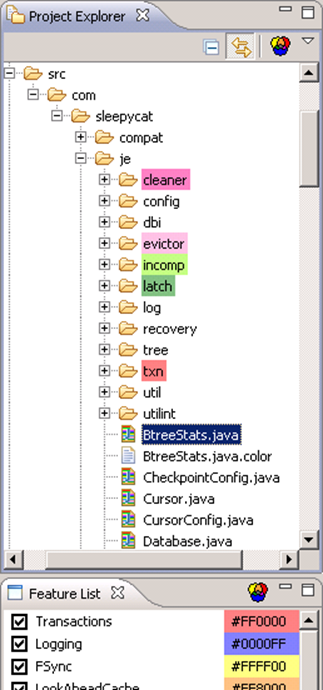 Project Explorer
src
com
sleepycat
compat
je
cleaner
config
dbi
evictor
incomp
latch
log
recovery
tree
txn
util
utilint
BtreeStats.java
BtreeStats.java.color
CheckpointConfig.java
Cursor.java
CursorConfig.java
Database.java
Feature List
Transactions #FF0000
Logging #0000FF
FSync #FFFF00
LookAheadCache #FF8000